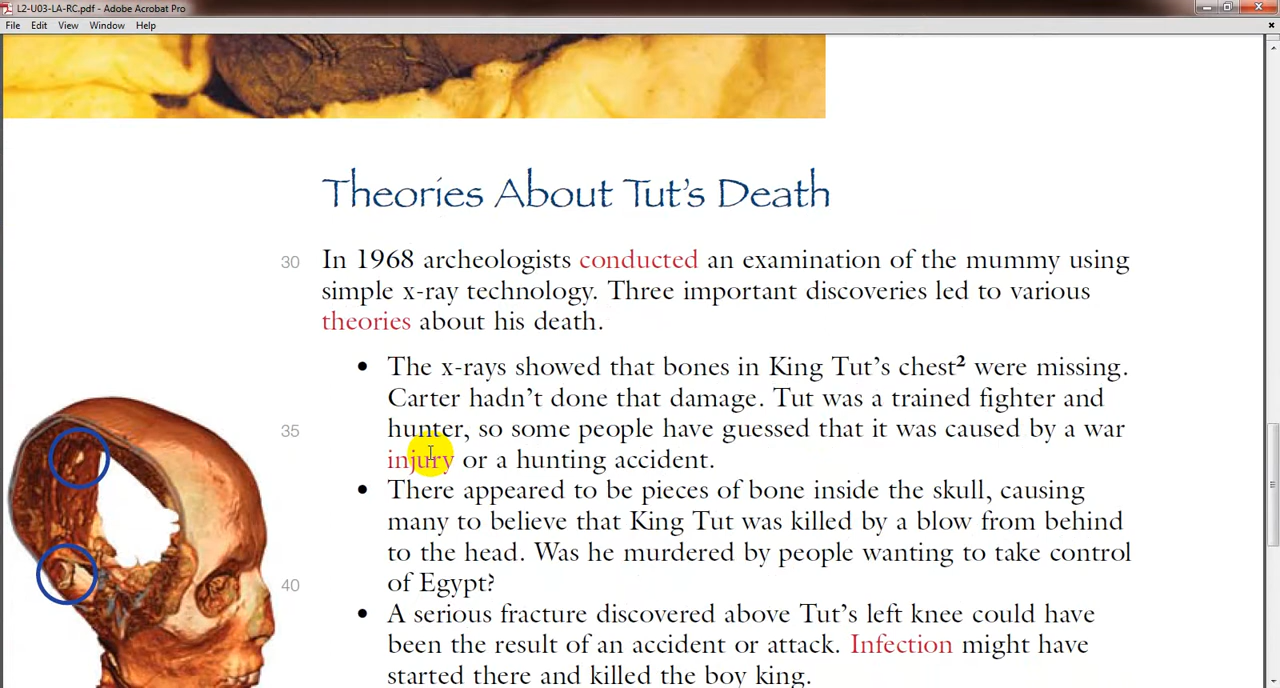 L2-U03-LA-RC.pdf - Adobe Acrobat Pro
File Edit View Window Help
Theories About Tut's Death
30 In 1968 archeologists conducted an examination of the mummy using
simple x-ray technology. Three important discoveries led to various
theories about his death.
• The x-rays showed that bones in King Tut's chest² were missing.
Carter hadn't done that damage. Tut was a trained fighter and
35 hunter, so some people have guessed that it was caused by a war
injury or a hunting accident.
• There appeared to be pieces of bone inside the skull, causing
many to believe that King Tut was killed by a blow from behind
to the head. Was he murdered by people wanting to take control
40 of Egypt?
• A serious fracture discovered above Tut's left knee could have
been the result of an accident or attack. Infection might have
started there and killed the boy king.